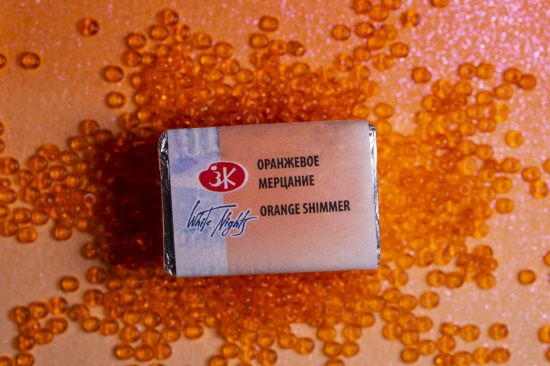 ЗК
White Nights
ОРАНЖЕВОЕ
МЕРЦАНИЕ
ORANGE SHIMMER